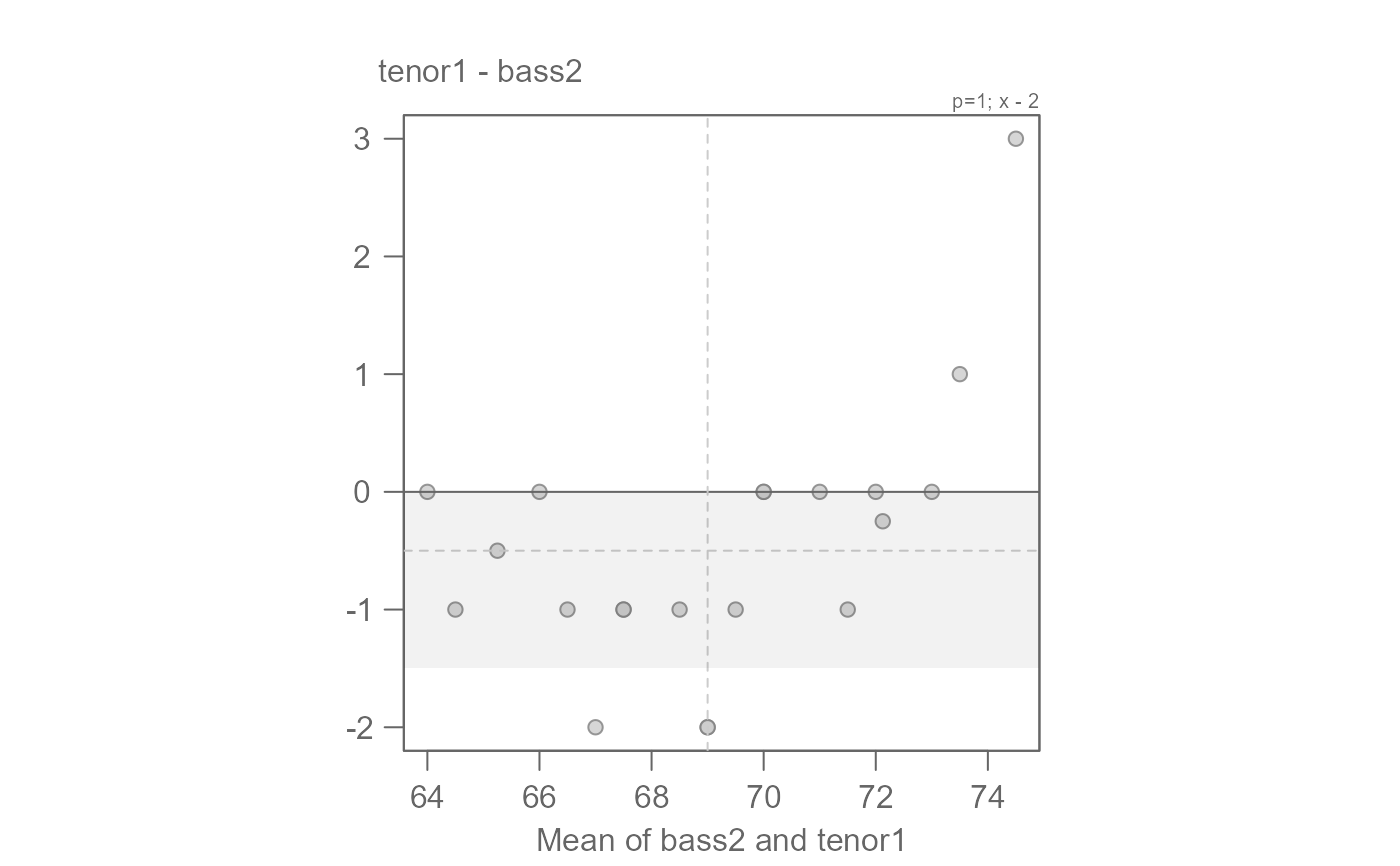 tenor1 - bass2
p=1; x - 2
3
2
1
0
-1
-2
64 66 68 70 72 74
Mean of bass2 and tenor1